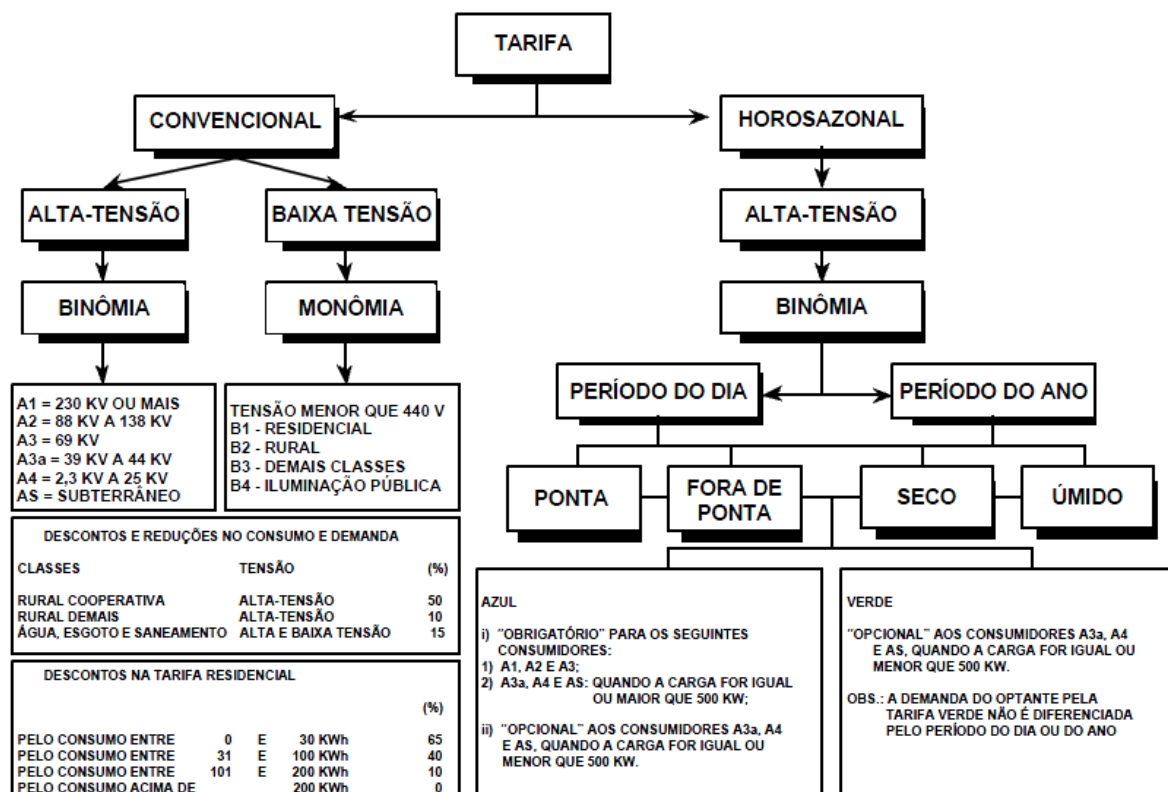 TARIFA
CONVENCIONAL
HOROSAZONAL
ALTA-TENSÃO
BAIXA TENSÃO
ALTA-TENSÃO
BINÔMIA
MONÔMIA
BINÔMIA
PERÍODO DO DIA
PERÍODO DO ANO
A1 = 230 KV OU MAIS
A2 = 88 KV A 138 KV
A3 = 69 KV
A3a = 39 KV A 44 KV
A4 = 2,3 KV A 25 KV
AS = SUBTERRÂNEO
TENSÃO MENOR QUE 440 V
B1 - RESIDENCIAL
B2 - RURAL
B3 - DEMAIS CLASSES
B4 - ILUMINAÇÃO PÚBLICA
PONTA
FORA DE
PONTA
SECO
ÚMIDO
DESCONTOS E REDUÇÕES NO CONSUMO E DEMANDA
CLASSES TENSÃO (%)
RURAL COOPERATIVA ALTA-TENSÃO 50
RURAL DEMAIS ALTA-TENSÃO 10
ÁGUA, ESGOTO E SANEAMENTO ALTA E BAIXA TENSÃO 15
DESCONTOS NA TARIFA RESIDENCIAL
(%)
PELO CONSUMO ENTRE 0 E 30 KWh 65
PELO CONSUMO ENTRE 31 E 100 KWh 40
PELO CONSUMO ENTRE 101 E 200 KWh 10
PELO CONSUMO ACIMA DE 200 KWh 0
AZUL
i) "OBRIGATÓRIO" PARA OS SEGUINTES
CONSUMIDORES:
1) A1, A2 E A3;
2) A3a, A4 E AS: QUANDO A CARGA FOR IGUAL
OU MAIOR QUE 500 KW;
ii) "OPCIONAL" AOS CONSUMIDORES A3a, A4
E AS, QUANDO A CARGA FOR IGUAL OU
MENOR QUE 500 KW.
VERDE
"OPCIONAL" AOS CONSUMIDORES A3a, A4
E AS, QUANDO A CARGA FOR IGUAL OU
MENOR QUE 500 KW.
OBS.: A DEMANDA DO OPTANTE PELA
TARIFA VERDE NÃO É DIFERENCIADA
PELO PERÍODO DO DIA OU DO ANO